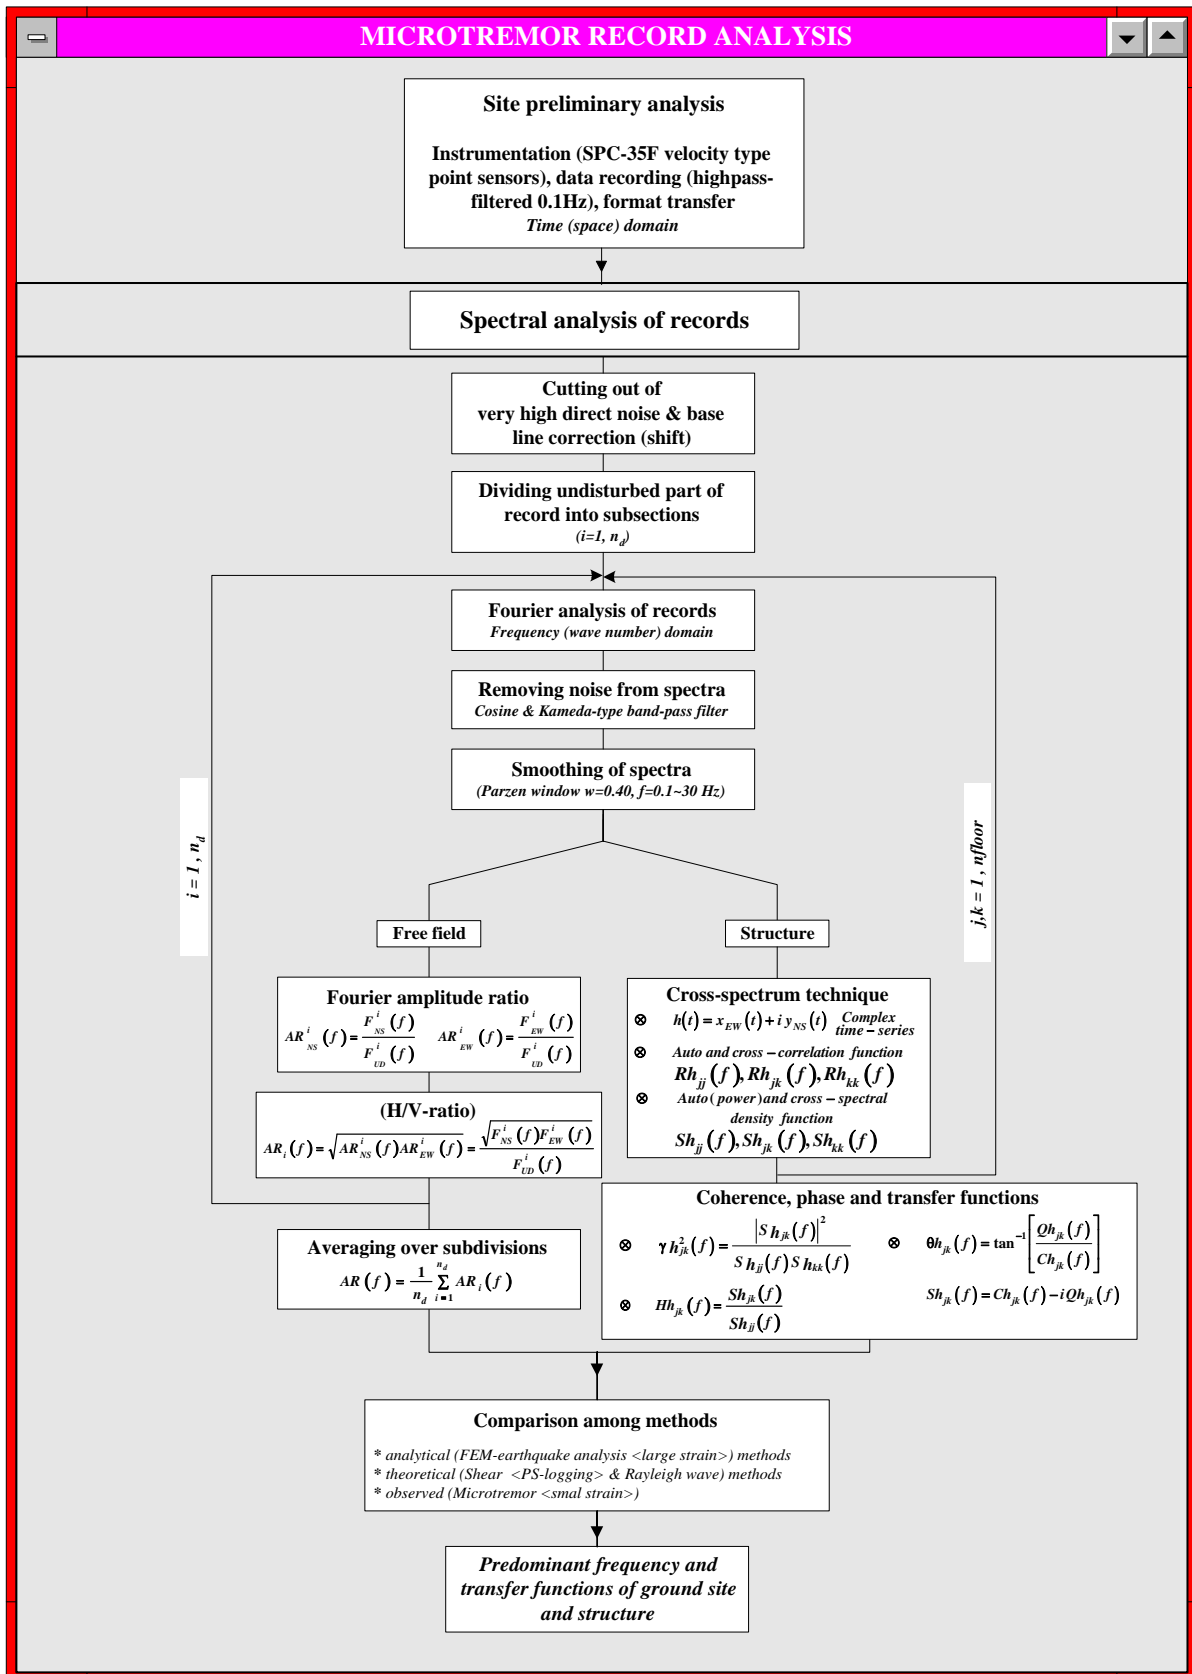 MICROTREMOR RECORD ANALYSIS
Site preliminary analysis
Instrumentation (SPC-35F velocity type
point sensors), data recording (highpass-
filtered 0.1Hz), format transfer
Time (space) domain
Spectral analysis of records
Cutting out of
very high direct noise & base
line correction (shift)
Dividing undisturbed part of
record into subsections
(i=1, n_d)
Fourier analysis of records
Frequency (wave number) domain
Removing noise from spectra
Cosine & Kameda-type band-pass filter
Smoothing of spectra
(Parzen window w=0.40, f=0.1~30 Hz)
i = 1 , n_d
j,k = 1 , nfloor
Free field
Fourier amplitude ratio
AR^i_NS (f) = F^i_NS (f) / F^i_UD (f)   AR^i_EW (f) = F^i_EW (f) / F^i_UD (f)
(H/V-ratio)
AR_i (f) = √(AR^i_NS (f) AR^i_EW (f)) = √(F^i_NS (f) F^i_EW (f)) / F^i_UD (f)
Averaging over subdivisions
AR (f) = 1/n_d Σ_{i=1}^{n_d} AR_i (f)
Structure
Cross-spectrum technique
⊗ h(t) = x_EW (t) + i y_NS (t) Complex
time – series
⊗ Auto and cross – correlation function
Rh_jj (f), Rh_jk (f), Rh_kk (f)
⊗ Auto( power ) and cross – spectral
density function
Sh_jj (f), Sh_jk (f), Sh_kk (f)
Coherence, phase and transfer functions
⊗ γh²_jk (f) = |Sh_jk (f)|² / Sh_jj (f) Sh_kk (f)   ⊗ θh_jk (f) = tan⁻¹ [Qh_jk (f) / Ch_jk (f)]
⊗ Hh_jk (f) = Sh_jk (f) / Sh_jj (f)   Sh_jk (f) = Ch_jk (f) – i Qh_jk (f)
Comparison among methods
* analytical (FEM-earthquake analysis <large strain>) methods
* theoretical (Shear <PS-logging> & Rayleigh wave) methods
* observed (Microtremor <smal strain>)
Predominant frequency and
transfer functions of ground site
and structure